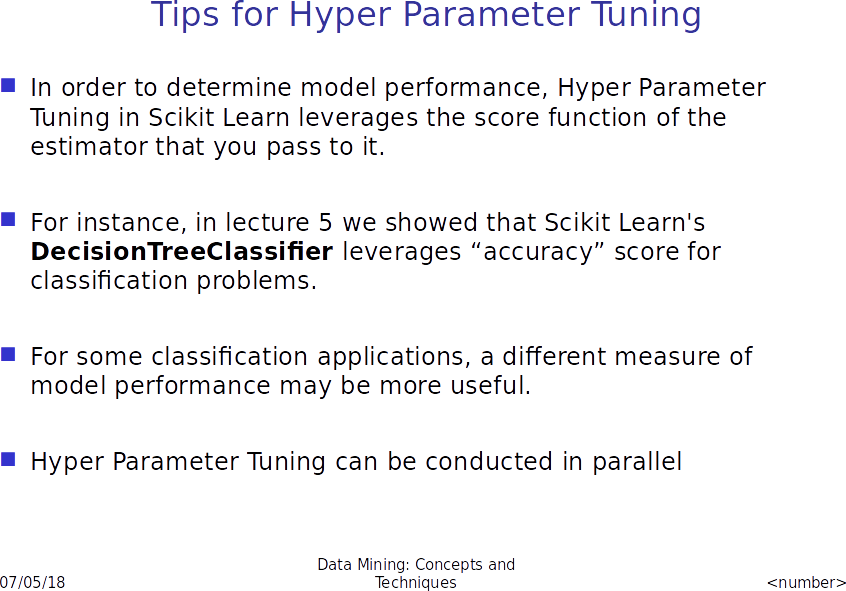 Tips for Hyper Parameter Tuning
In order to determine model performance, Hyper Parameter
Tuning in Scikit Learn leverages the score function of the
estimator that you pass to it.
For instance, in lecture 5 we showed that Scikit Learn's
DecisionTreeClassifier leverages “accuracy” score for
classification problems.
For some classification applications, a different measure of
model performance may be more useful.
Hyper Parameter Tuning can be conducted in parallel
07/05/18
Data Mining: Concepts and
Techniques
<number>